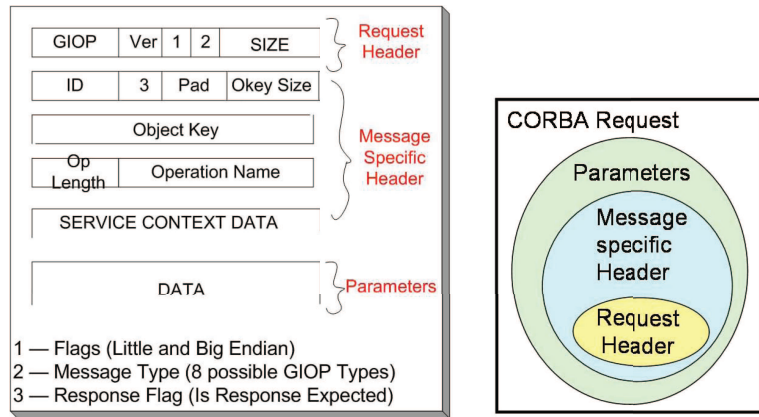 GIOP Ver 1 2 SIZE
Request
Header
ID 3 Pad Okey Size
Object Key
Message
Specific
Header
Op
Length Operation Name
SERVICE CONTEXT DATA
DATA
Parameters
1 — Flags (Little and Big Endian)
2 — Message Type (8 possible GIOP Types)
3 — Response Flag (Is Response Expected)
CORBA Request
Parameters
Message
specific
Header
Request
Header